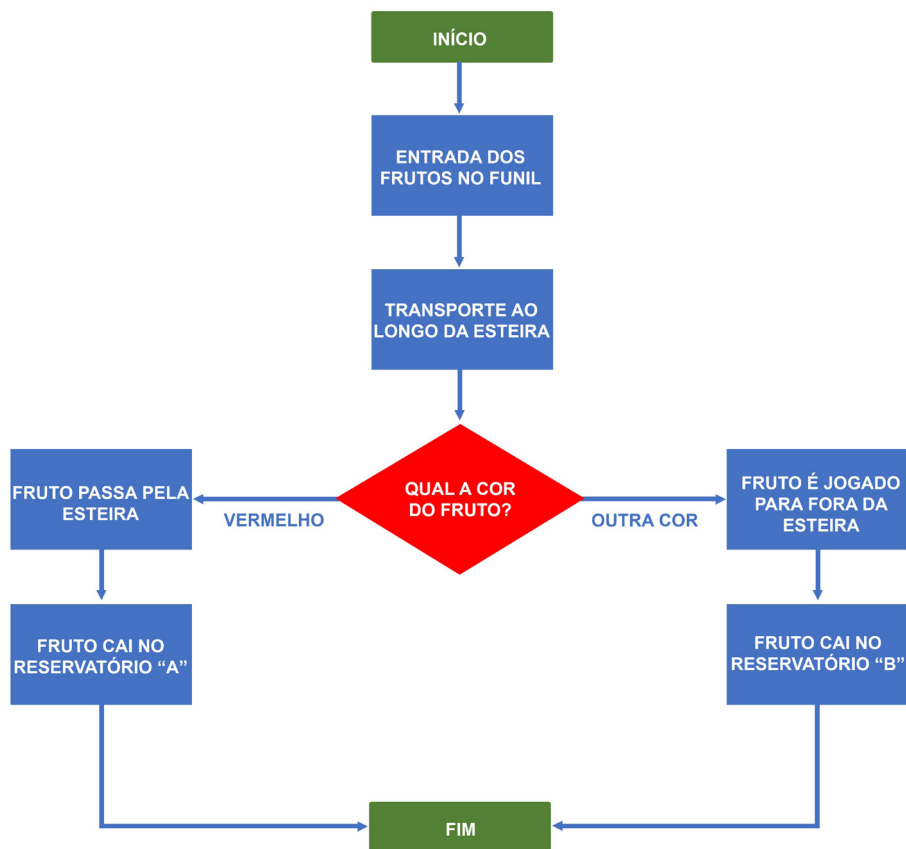 INÍCIO
ENTRADA DOS
FRUTOS NO FUNIL
TRANSPORTE AO
LONGO DA ESTEIRA
QUAL A COR
DO FRUTO?
VERMELHO
OUTRA COR
FRUTO PASSA PELA
ESTEIRA
FRUTO É JOGADO
PARA FORA DA
ESTEIRA
FRUTO CAI NO
RESERVATÓRIO “A”
FRUTO CAI NO
RESERVATÓRIO “B”
FIM